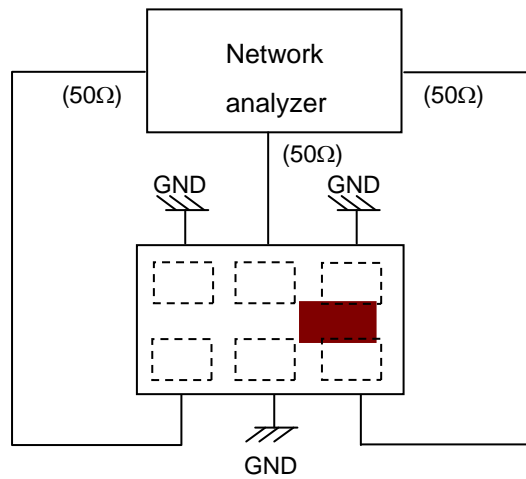 Network
analyzer
(50Ω)
(50Ω)
(50Ω)
GND
GND
GND